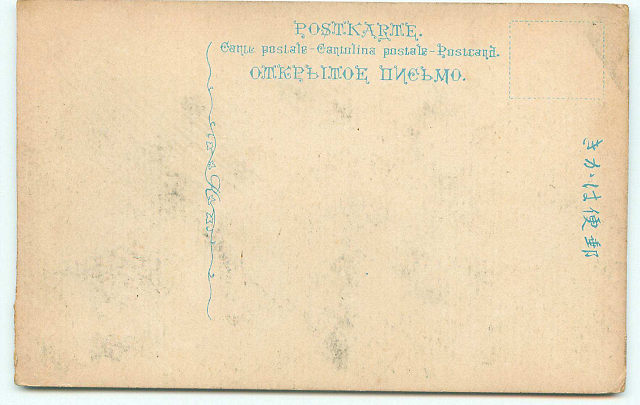 POSTKARTE.
Carte postale-Cartolina postale-Postcard.
ОТКРЫТОЕ ПИСЬМО.
きかは便郵